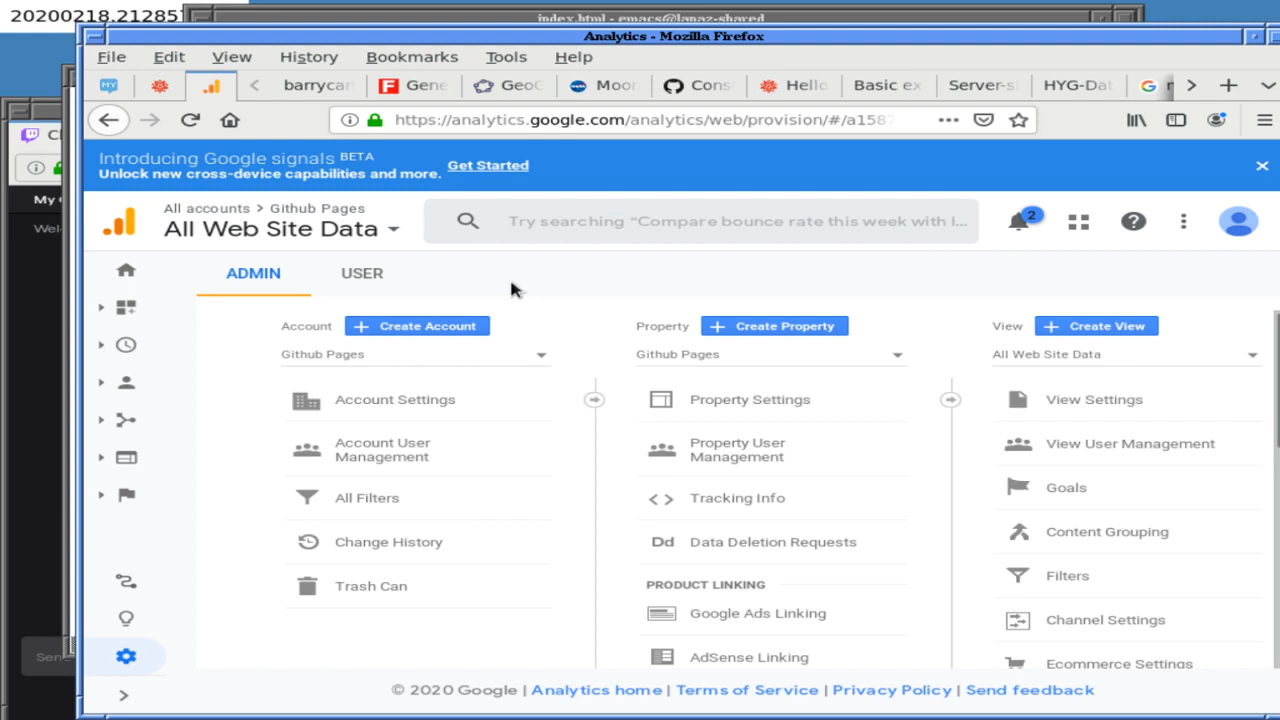 20200218.212857
index.html - emacs@lapaz-shared
Analytics - Mozilla Firefox
File Edit View History Bookmarks Tools Help
barrycar Gene GeoG Moor Cons Hello Basic ex Server-s HYG-Dat
https://analytics.google.com/analytics/web/provision/#/a1587
Introducing Google signals BETA
Get Started
Unlock new cross-device capabilities and more.
All accounts > Github Pages
All Web Site Data
Try searching “Compare bounce rate this week with l...
2
My
Wel
ADMIN USER
Account + Create Account
Property + Create Property
View + Create View
Github Pages
Github Pages
All Web Site Data
Account Settings
Account User
Management
All Filters
Change History
Trash Can
Property Settings
Property User
Management
Tracking Info
Dd Data Deletion Requests
PRODUCT LINKING
Google Ads Linking
AdSense Linking
View Settings
View User Management
Goals
Content Grouping
Filters
Channel Settings
Ecommerce Settings
Sen
© 2020 Google | Analytics home | Terms of Service | Privacy Policy | Send feedback